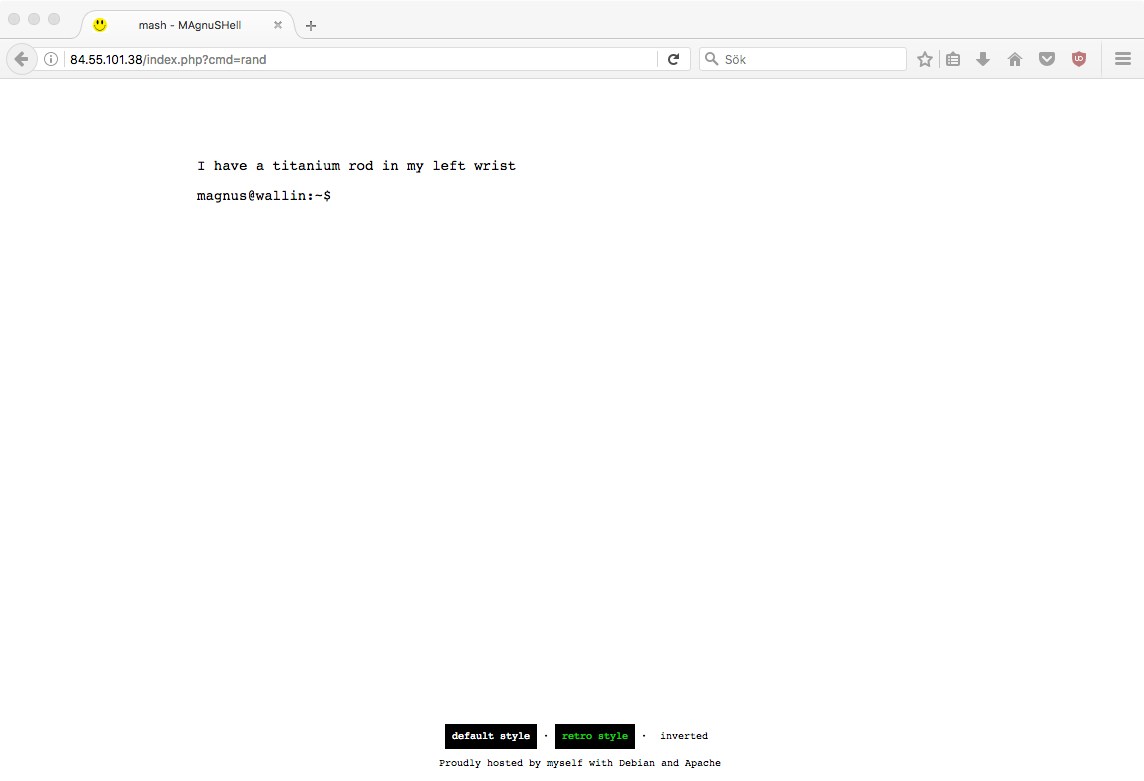 mash - MAgnuSHell
84.55.101.38/index.php?cmd=rand
Sök
I have a titanium rod in my left wrist
magnus@wallin:~$
default style · retro style · inverted
Proudly hosted by myself with Debian and Apache